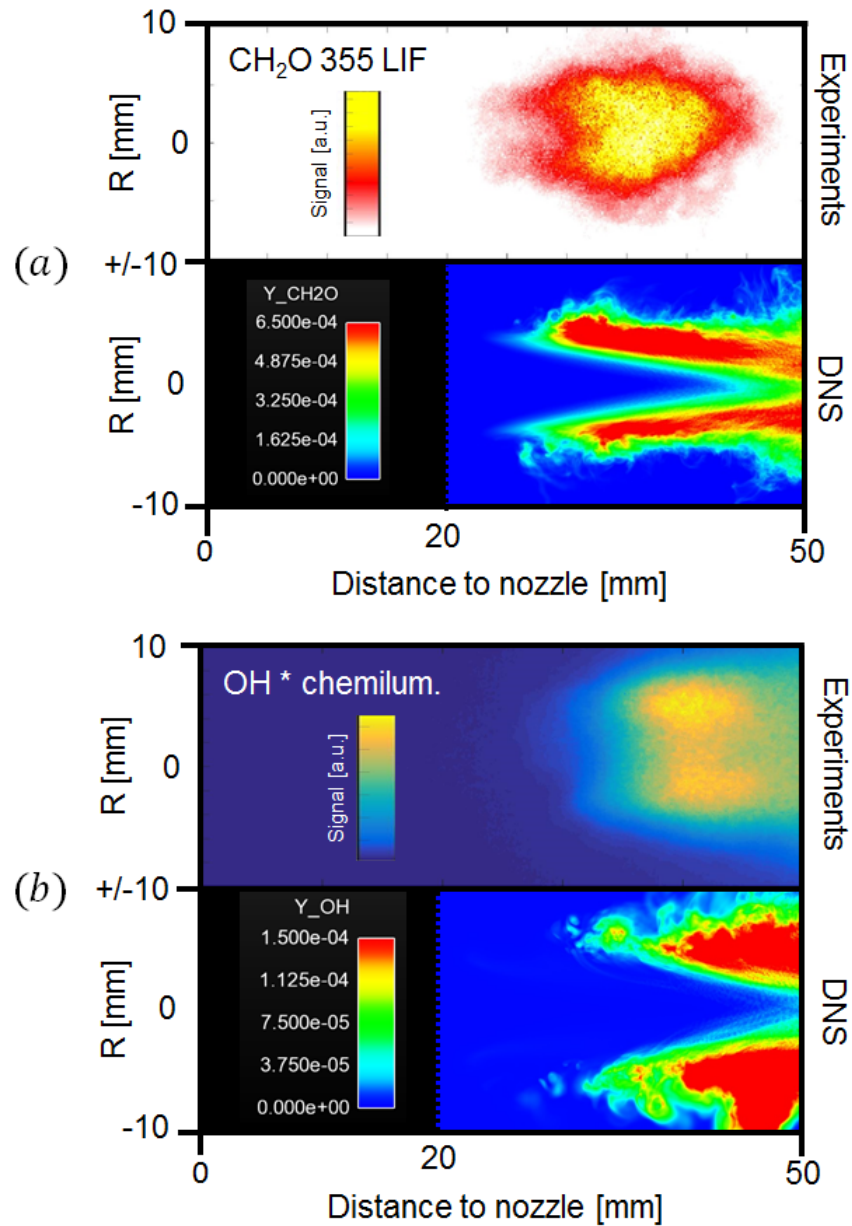 (a)
10
0
+/-10
0
-10
R [mm]
R [mm]
CH₂O 355 LIF
Signal [a.u.]
Experiments
Y_CH2O
6.500e-04
4.875e-04
3.250e-04
1.625e-04
0.000e+00
DNS
0 20 50
Distance to nozzle [mm]
(b)
10
0
+/-10
0
-10
R [mm]
R [mm]
OH * chemilum.
Signal [a.u.]
Experiments
Y_OH
1.500e-04
1.125e-04
7.500e-05
3.750e-05
0.000e+00
DNS
0 20 50
Distance to nozzle [mm]